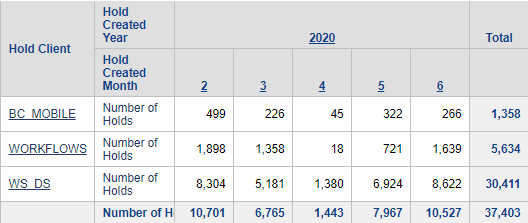 Hold Client
Hold
Created
Year
2020
Total
Hold
Created
Month
2 3 4 5 6
BC_MOBILE
Number of
Holds
499 226 45 322 266 1,358
WORKFLOWS
Number of
Holds
1,898 1,358 18 721 1,639 5,634
WS_DS
Number of
Holds
8,304 5,181 1,380 6,924 8,622 30,411
Number of H 10,701 6,765 1,443 7,967 10,527 37,403